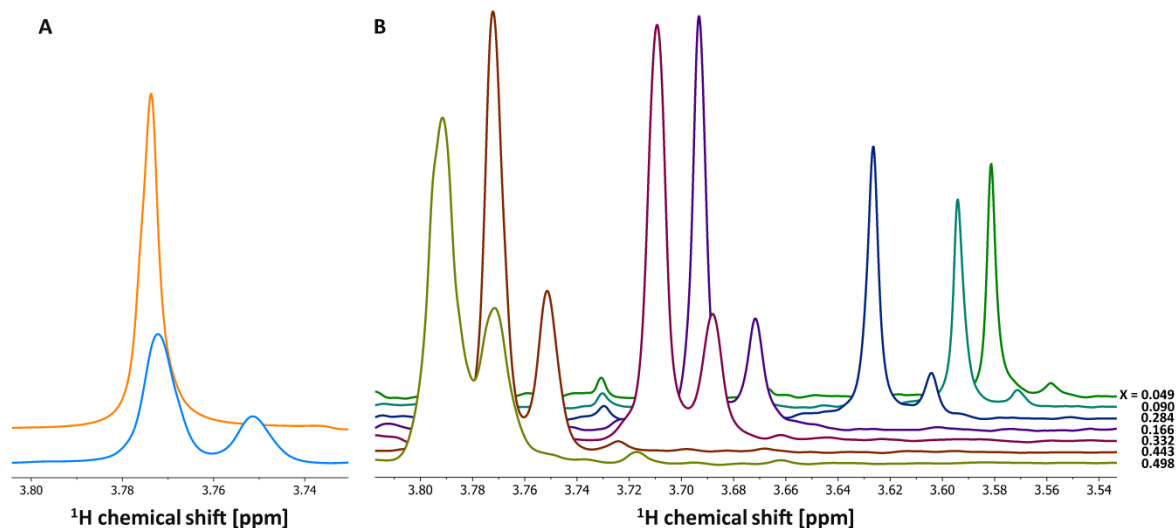 A
B
X = 0.049
0.090
0.284
0.166
0.332
0.443
0.498
3.80 3.78 3.76 3.74
3.80 3.78 3.76 3.74 3.72 3.70 3.68 3.66 3.64 3.62 3.60 3.58 3.56 3.54
¹H chemical shift [ppm]
¹H chemical shift [ppm]